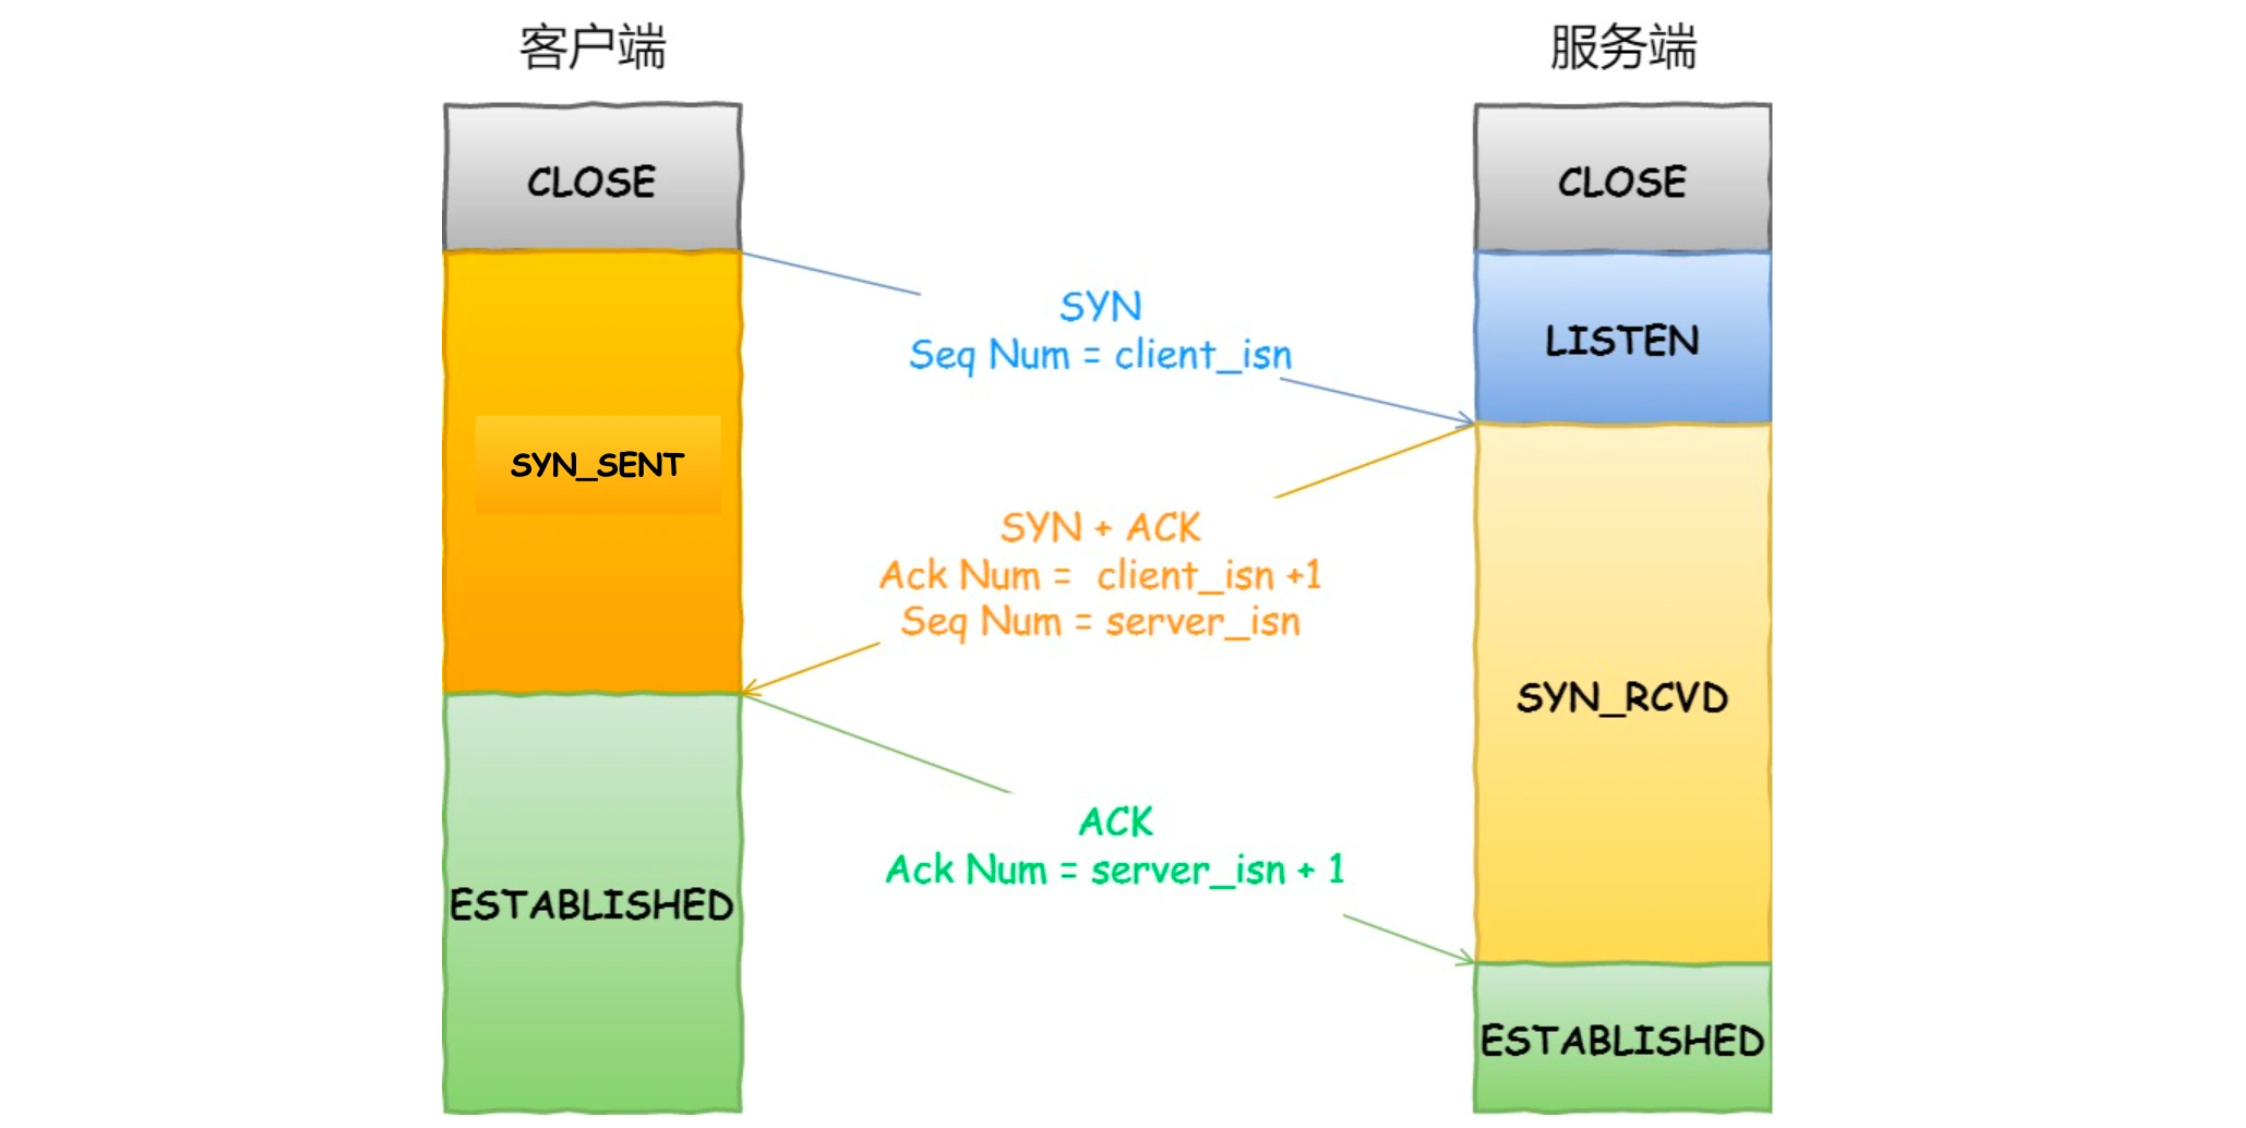 客户端
服务端
CLOSE
CLOSE
SYN
Seq Num = client_isn
LISTEN
SYN_SENT
SYN + ACK
Ack Num = client_isn +1
Seq Num = server_isn
SYN_RCVD
ACK
Ack Num = server_isn + 1
ESTABLISHED
ESTABLISHED